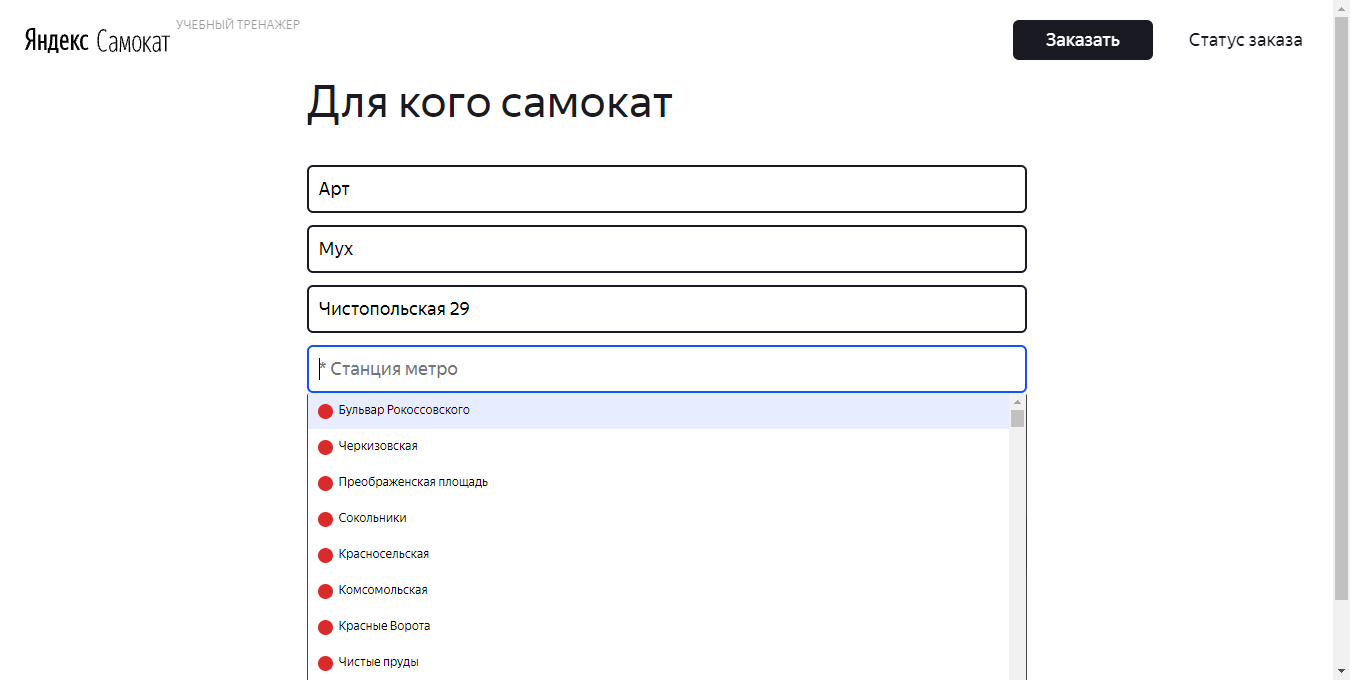 Яндекс Самокат
УЧЕБНЫЙ ТРЕНАЖЕР
Заказать
Статус заказа
Для кого самокат
Арт
Мух
Чистопольская 29
* Станция метро
Бульвар Рокоссовского
Черкизовская
Преображенская площадь
Сокольники
Красносельская
Комсомольская
Красные Ворота
Чистые пруды